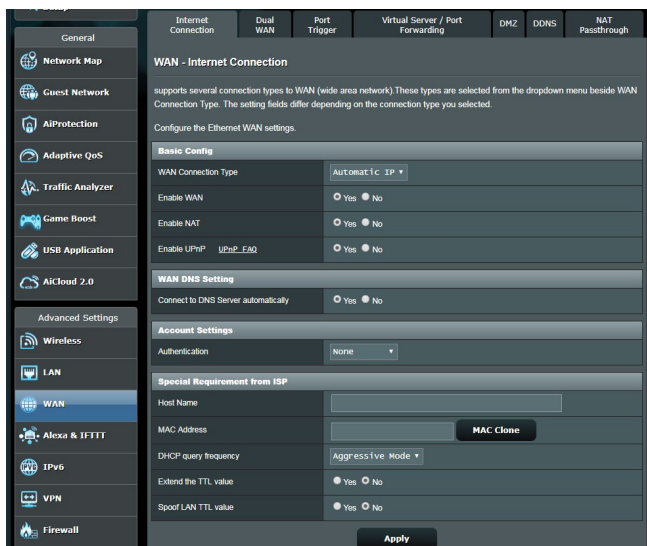 General
Network Map
Guest Network
AiProtection
Adaptive QoS
Traffic Analyzer
Game Boost
USB Application
AiCloud 2.0
Advanced Settings
Wireless
LAN
WAN
Alexa & IFTTT
IPv6
VPN
Firewall
Internet Connection
Dual WAN
Port Trigger
Virtual Server / Port Forwarding
DMZ
DDNS
NAT Passthrough
WAN - Internet Connection
supports several connection types to WAN (wide area network).These types are selected from the dropdown menu beside WAN
Connection Type. The setting fields differ depending on the connection type you selected.
Configure the Ethernet WAN settings.
Basic Config
WAN Connection Type Automatic IP
Enable WAN Yes No
Enable NAT Yes No
Enable UPnP UPnP FAQ Yes No
WAN DNS Setting
Connect to DNS Server automatically Yes No
Account Settings
Authentication None
Special Requirement from ISP
Host Name
MAC Address MAC Clone
DHCP query frequency Aggressive Mode
Extend the TTL value Yes No
Spoof LAN TTL value Yes No
Apply